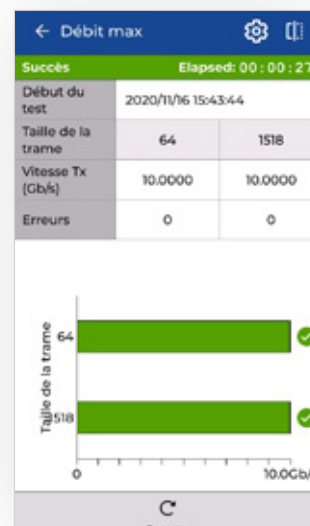 ← Débit max
Succès Elapsed: 00 : 00 : 27
Début du test 2020/11/16 15:43:44
Taille de la trame 64 1518
Vitesse Tx (Gb/s) 10.0000 10.0000
Erreurs 0 0
Taille de la trame
64
1518
0 10.0Gb/